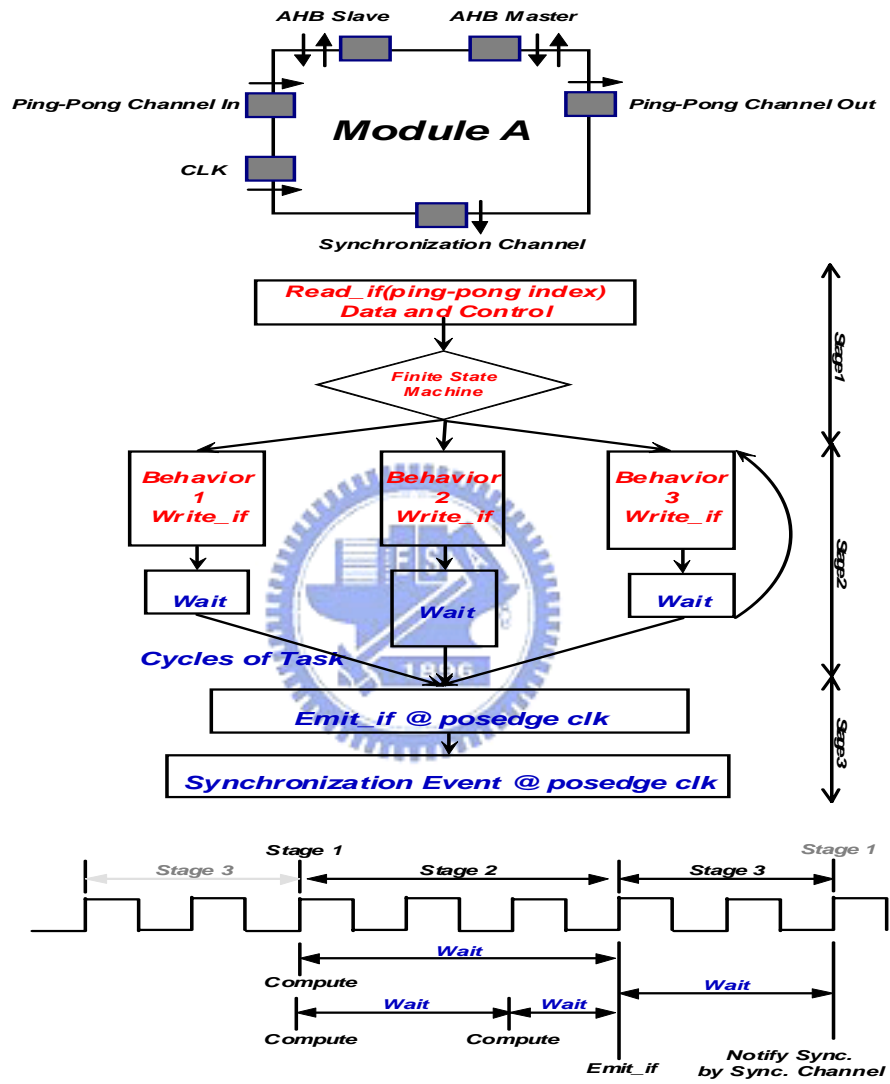 AHB Slave
AHB Master
Ping-Pong Channel In
Ping-Pong Channel Out
Module A
CLK
Synchronization Channel
Read_if(ping-pong index)
Data and Control
Stage1
Finite State
Machine
Behavior
1
Write_if
Behavior
2
Write_if
Behavior
3
Write_if
Stage2
Wait
Wait
Wait
Cycles of Task
1896
Emit_if @ posedge clk
Stage3
Synchronization Event @ posedge clk
Stage 3
Stage 1
Stage 2
Stage 3
Stage 1
Wait
Compute
Wait
Wait
Wait
Compute
Compute
Emit_if
Notify Sync.
by Sync. Channel